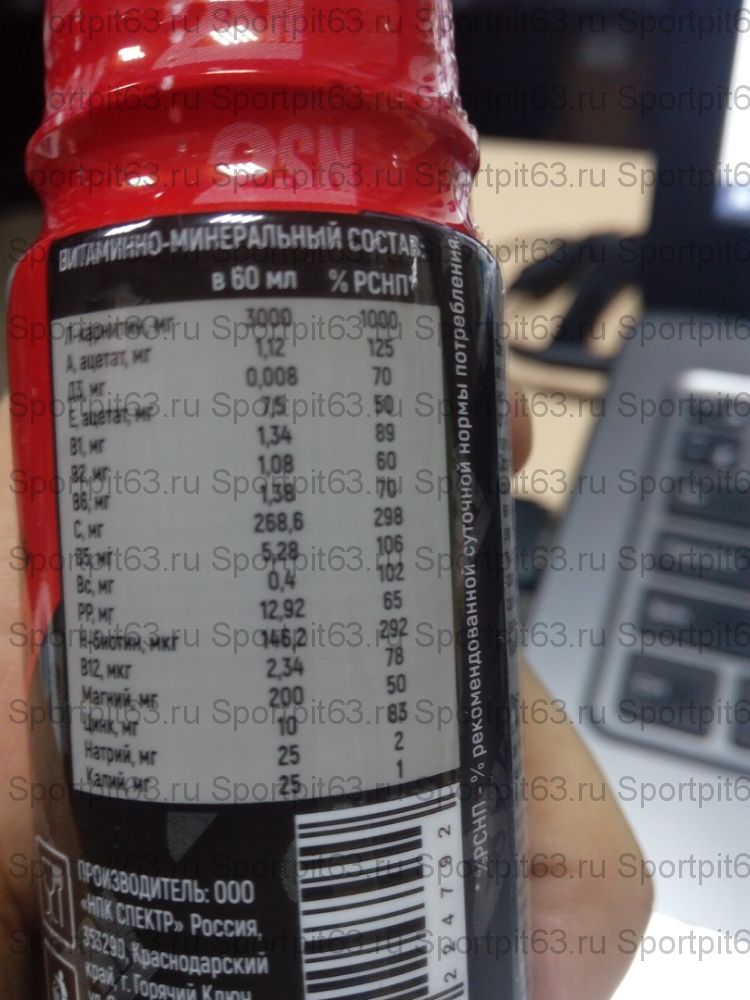 ВИТАМИННО-МИНЕРАЛЬНЫЙ СОСТАВ
в 60 мл % РСНП*
Л-карнитин, мг 3000 1000
А, ацетат, мг 1,12 125
Д3, мг 0,008 70
Е, ацетат, мг 7,5 50
В1, мг 1,34 89
В2, мг 1,08 60
В6, мг 1,38 70
С, мг 268,6 298
В5, мг 5,28 106
Вс, мг 0,4 102
РР, мг 12,92 65
Н-биотин, мкг 146,2 292
В12, мкг 2,34 78
Магний, мг 200 50
Цинк, мг 10 83
Натрий, мг 25 2
Калий, мг 25 1
* %РСНП - % рекомендованной суточной нормы потребления.
224792
ПРОИЗВОДИТЕЛЬ: ООО
«НПК СПЕКТР» Россия,
353290, Краснодарский
край, г. Горячий Ключ,
Sportpit63.ru